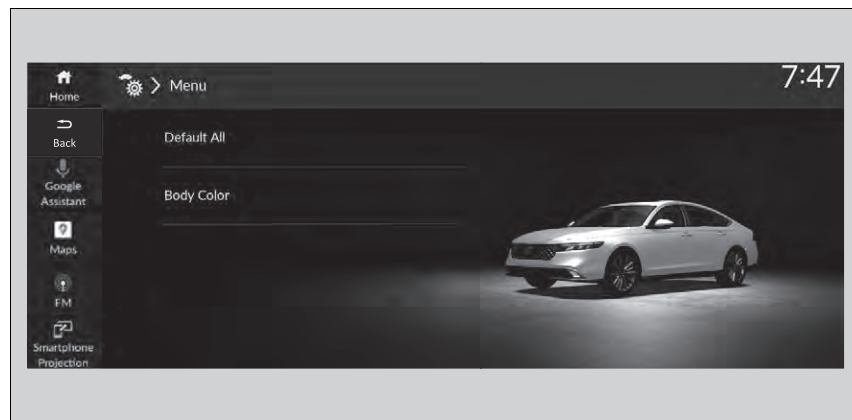 Home
> Menu
7:47
Back
Default All
Google
Assistant
Body Color
Maps
FM
Smartphone
Projection